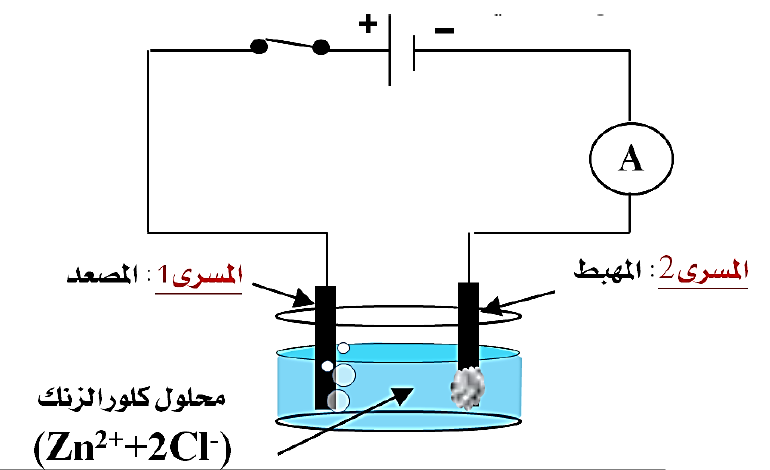 + −
A
المسرى1: المصعد
المسرى2: المهبط
محلول كلور الزنك
(Zn²⁺+2Cl⁻)